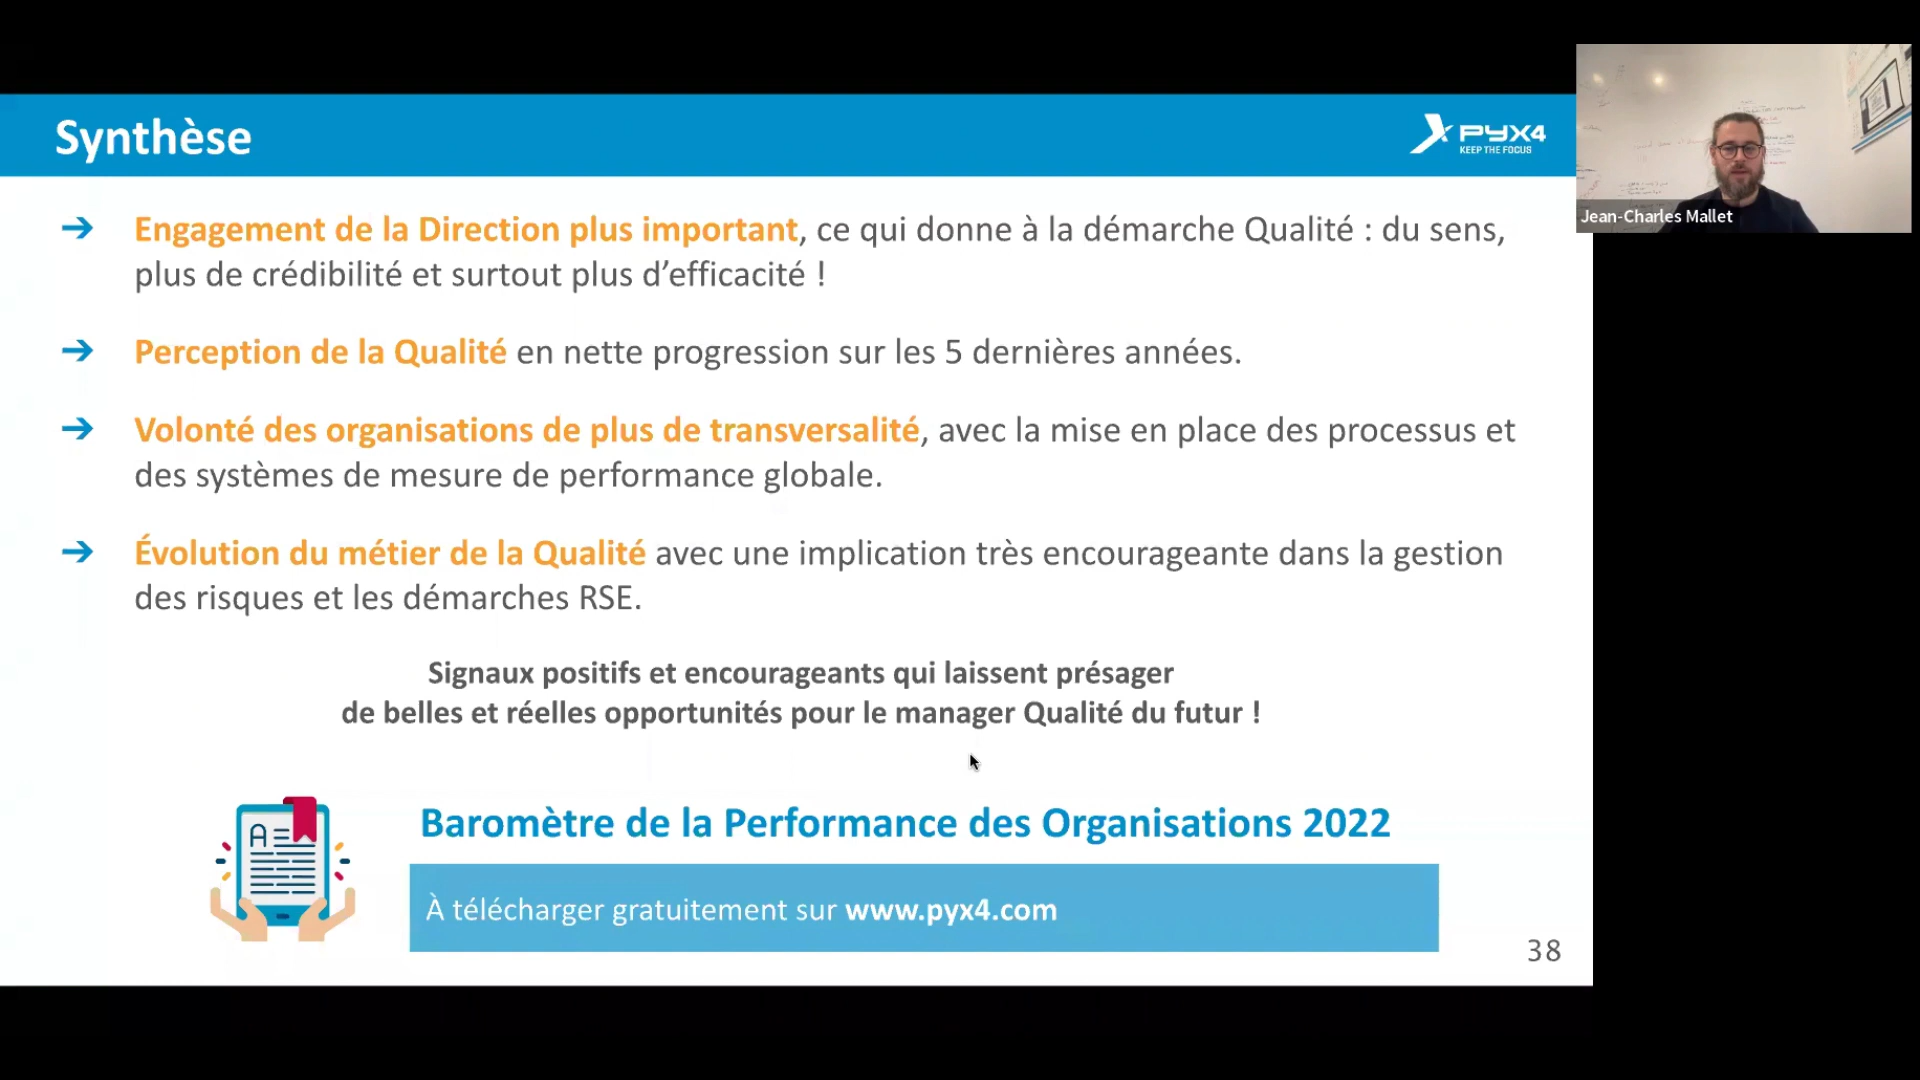 Synthèse
PYX4
KEEP THE FOCUS
Jean-Charles Mallet
➔ Engagement de la Direction plus important, ce qui donne à la démarche Qualité : du sens,
plus de crédibilité et surtout plus d’efficacité !
➔ Perception de la Qualité en nette progression sur les 5 dernières années.
➔ Volonté des organisations de plus de transversalité, avec la mise en place des processus et
des systèmes de mesure de performance globale.
➔ Évolution du métier de la Qualité avec une implication très encourageante dans la gestion
des risques et les démarches RSE.
Signaux positifs et encourageants qui laissent présager
de belles et réelles opportunités pour le manager Qualité du futur !
A
Baromètre de la Performance des Organisations 2022
À télécharger gratuitement sur www.pyx4.com
38